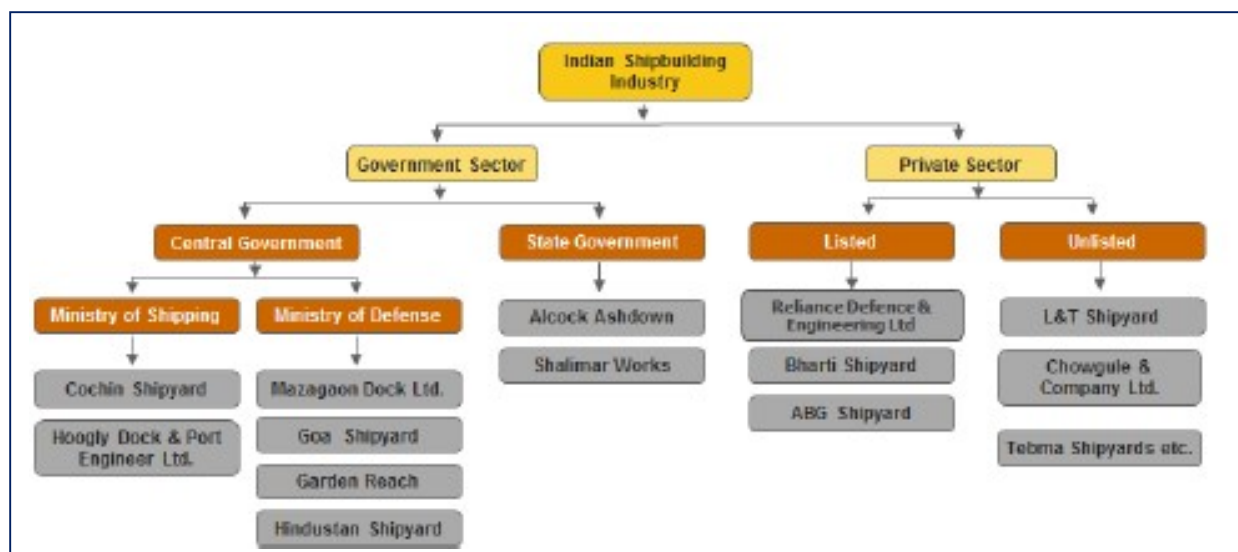 Indian Shipbuilding
Industry
Government Sector
Private Sector
Central Government
State Government
Listed
Unlisted
Ministry of Shipping
Ministry of Defense
Alcock Ashdown
Reliance Defence &
Engineering Ltd
L&T Shipyard
Shalimar Works
Bharti Shipyard
Chowgule &
Company Ltd.
Cochin Shipyard
Mazagaon Dock Ltd.
ABG Shipyard
Hoogly Dock & Port
Engineer Ltd.
Goa Shipyard
Tebma Shipyards etc.
Garden Reach
Hindustan Shipyard